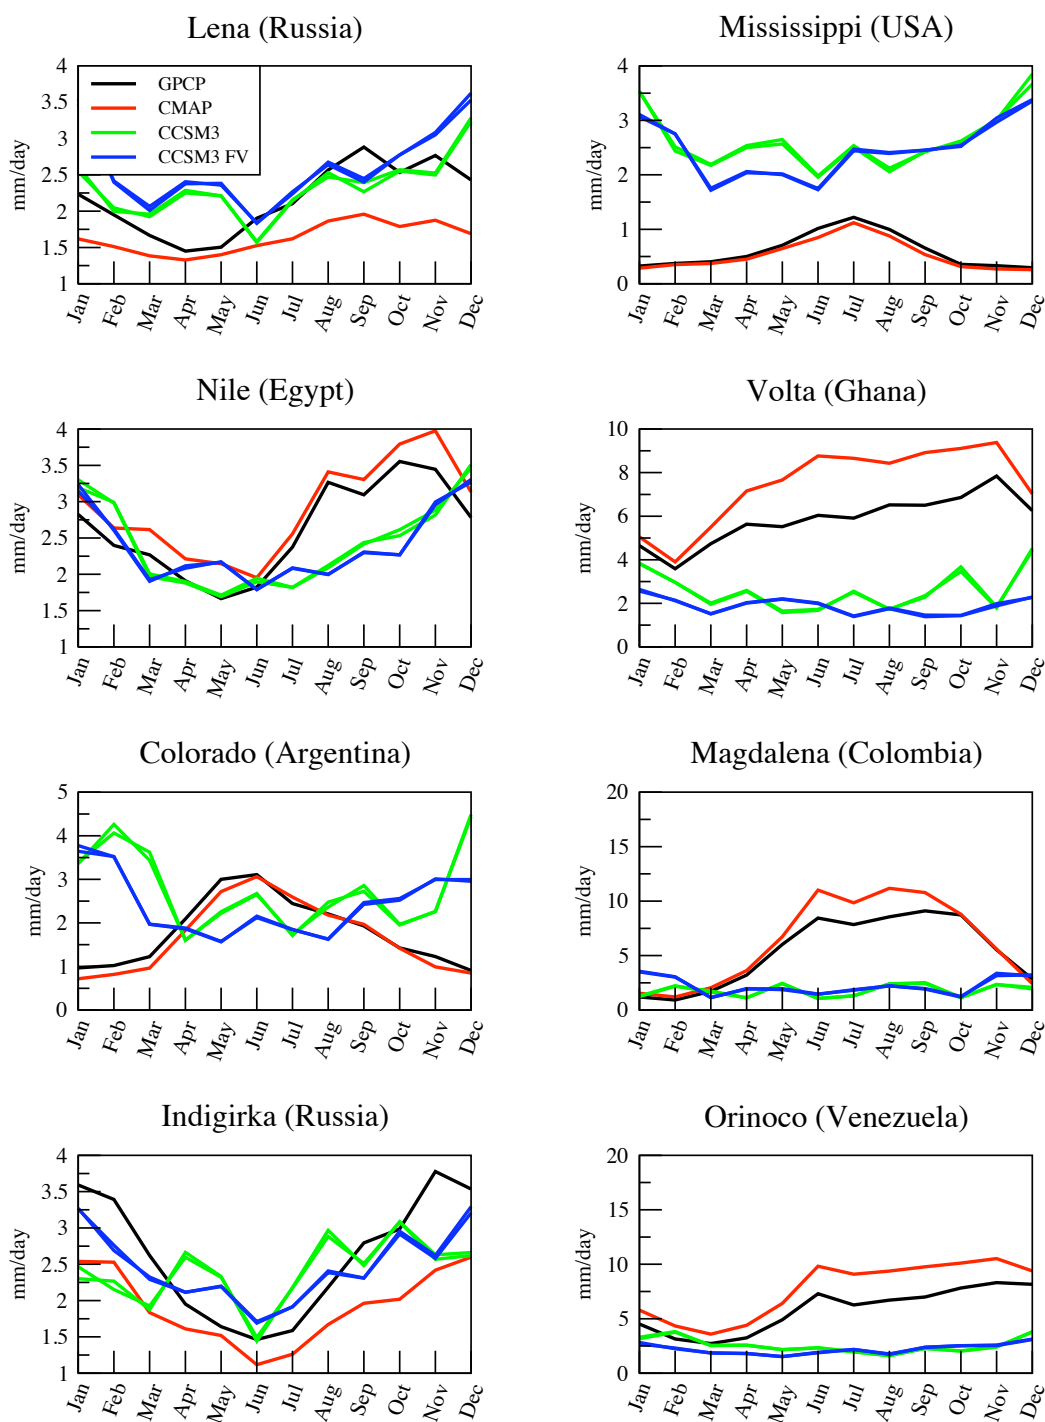 Lena (Russia)
mm/day
4
3.5
3
2.5
2
1.5
1
GPCP
CMAP
CCSM3
CCSM3 FV
Jan Feb Mar Apr May Jun Jul Aug Sep Oct Nov Dec
Mississippi (USA)
mm/day
4
3
2
1
0
Jan Feb Mar Apr May Jun Jul Aug Sep Oct Nov Dec
Nile (Egypt)
mm/day
4
3.5
3
2.5
2
1.5
1
Jan Feb Mar Apr May Jun Jul Aug Sep Oct Nov Dec
Volta (Ghana)
mm/day
10
8
6
4
2
0
Jan Feb Mar Apr May Jun Jul Aug Sep Oct Nov Dec
Colorado (Argentina)
mm/day
5
4
3
2
1
0
Jan Feb Mar Apr May Jun Jul Aug Sep Oct Nov Dec
Magdalena (Colombia)
mm/day
20
15
10
5
0
Jan Feb Mar Apr May Jun Jul Aug Sep Oct Nov Dec
Indigirka (Russia)
mm/day
4
3.5
3
2.5
2
1.5
1
Jan Feb Mar Apr May Jun Jul Aug Sep Oct Nov Dec
Orinoco (Venezuela)
mm/day
20
15
10
5
0
Jan Feb Mar Apr May Jun Jul Aug Sep Oct Nov Dec